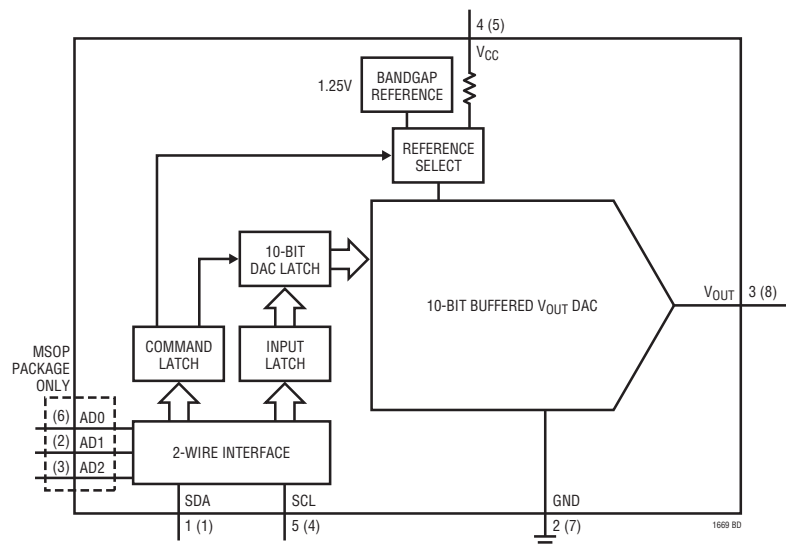 4 (5)
VCC
1.25V
BANDGAP
REFERENCE
REFERENCE
SELECT
10-BIT
DAC LATCH
10-BIT BUFFERED VOUT DAC
VOUT
3 (8)
COMMAND
LATCH
INPUT
LATCH
MSOP
PACKAGE
ONLY
(6) AD0
(2) AD1
(3) AD2
2-WIRE INTERFACE
SDA
SCL
GND
1 (1)
5 (4)
2 (7)
1669 BD